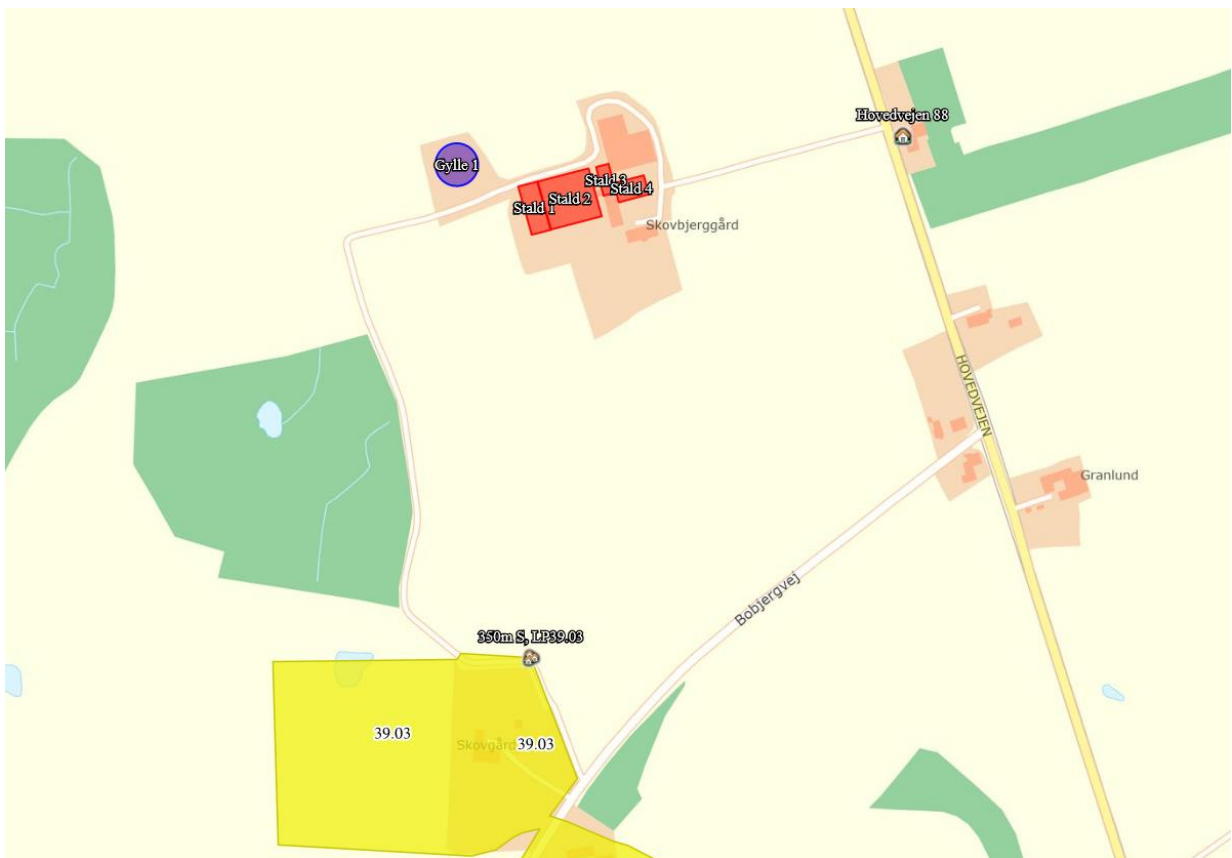 Hovedvejen 88
Gylle 1
Stald 3
Stald 4
Stald 2
Stald 1
Skovbjerggård
HOVEDVEJEN
Granlund
Bobjergvej
350m S, LP39.03
39.03
Skovgård
39.03